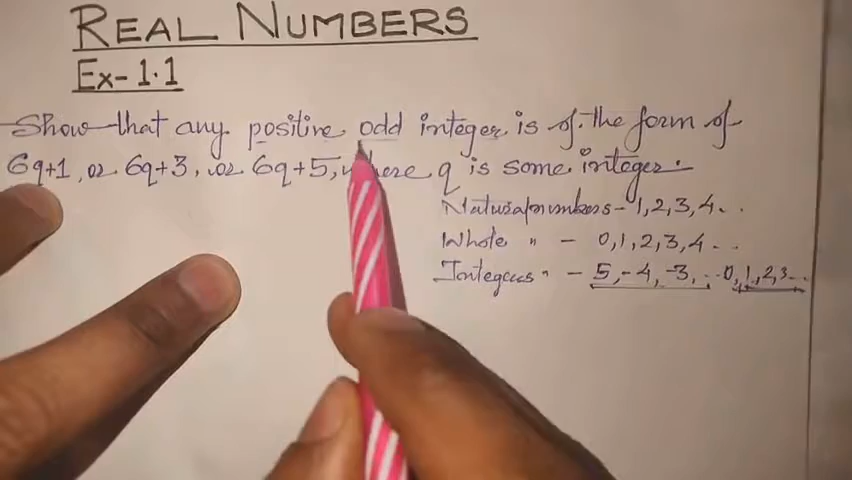 REAL NUMBERS
Ex-1.1
Show that any positive odd integer is of the form of
6q+1, or 6q+3, or 6q+5, where q is some integer.
Natural numbers - 1,2,3,4..
Whole " - 0,1,2,3,4...
Integers " - 5,-4,-3,...0,1,2,3...